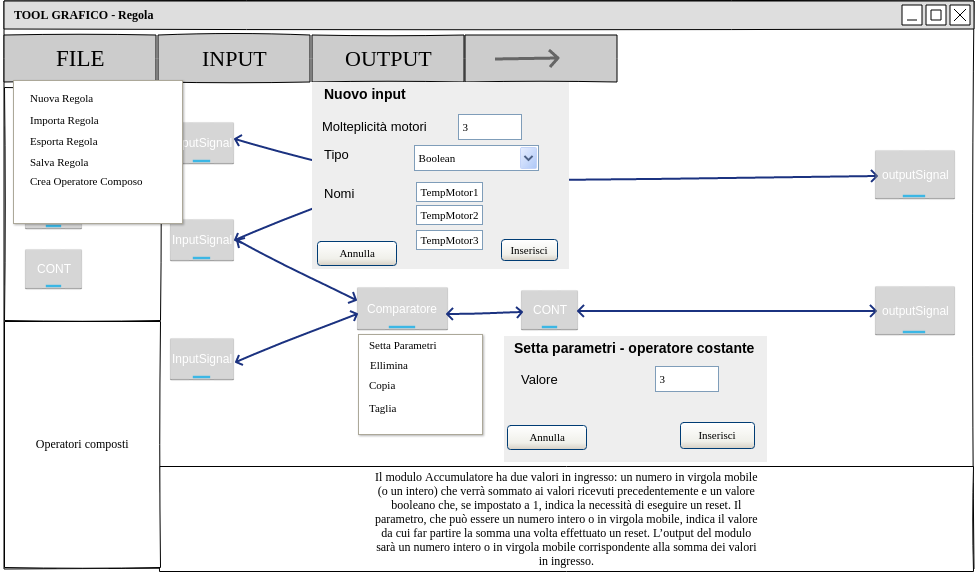 TOOL GRAFICO - Regola
FILE
INPUT
OUTPUT
Nuova Regola
Importa Regola
Esporta Regola
Salva Regola
Crea Operatore Composto
Nuovo input
Molteplicità motori
3
Tipo
Boolean
Nomi
TempMotor1
TempMotor2
TempMotor3
Annulla
Inserisci
putSignal
InputSignal
InputSignal
outputSignal
outputSignal
CONT
Comparatore
CONT
Setta Parametri
Ellimina
Copia
Taglia
Setta parametri - operatore costante
Valore
3
Annulla
Inserisci
Operatori composti
Il modulo Accumulatore ha due valori in ingresso: un numero in virgola mobile
(o un intero) che verrà sommato ai valori ricevuti precedentemente e un valore
booleano che, se impostato a 1, indica la necessità di eseguire un reset. Il
parametro, che può essere un numero intero o in virgola mobile, indica il valore
da cui far partire la somma una volta effettuato un reset. L'output del modulo
sarà un numero intero o in virgola mobile corrispondente alla somma dei valori
in ingresso.